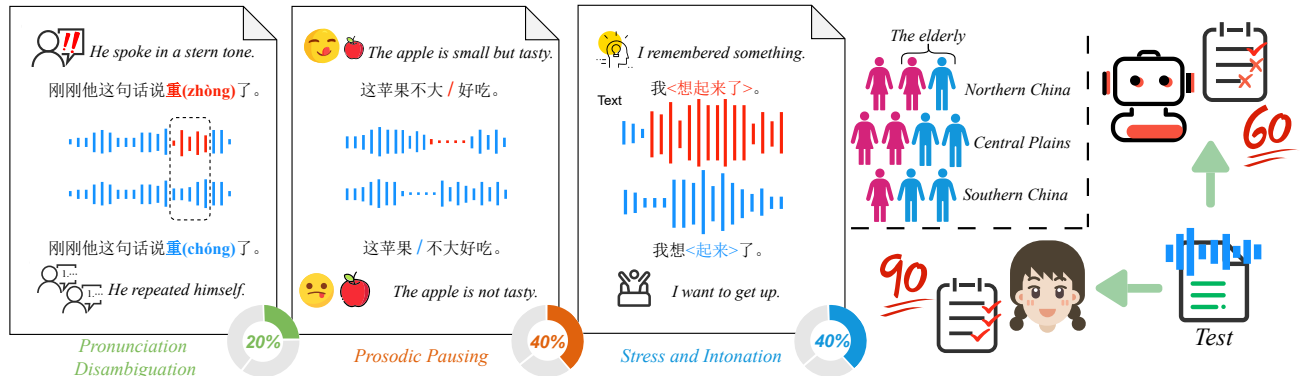 He spoke in a stern tone.
刚刚他这句话说重(zhòng)了。
刚刚他这句话说重(chóng)了。
1.…
1.…
He repeated himself.
20%
Pronunciation
Disambiguation
The apple is small but tasty.
这苹果不大 / 好吃。
这苹果 / 不大好吃。
The apple is not tasty.
40%
Prosodic Pausing
I remembered something.
我<想起来了>。
Text
我想<起来>了。
I want to get up.
40%
Stress and Intonation
The elderly
Northern China
Central Plains
Southern China
60
90
Test